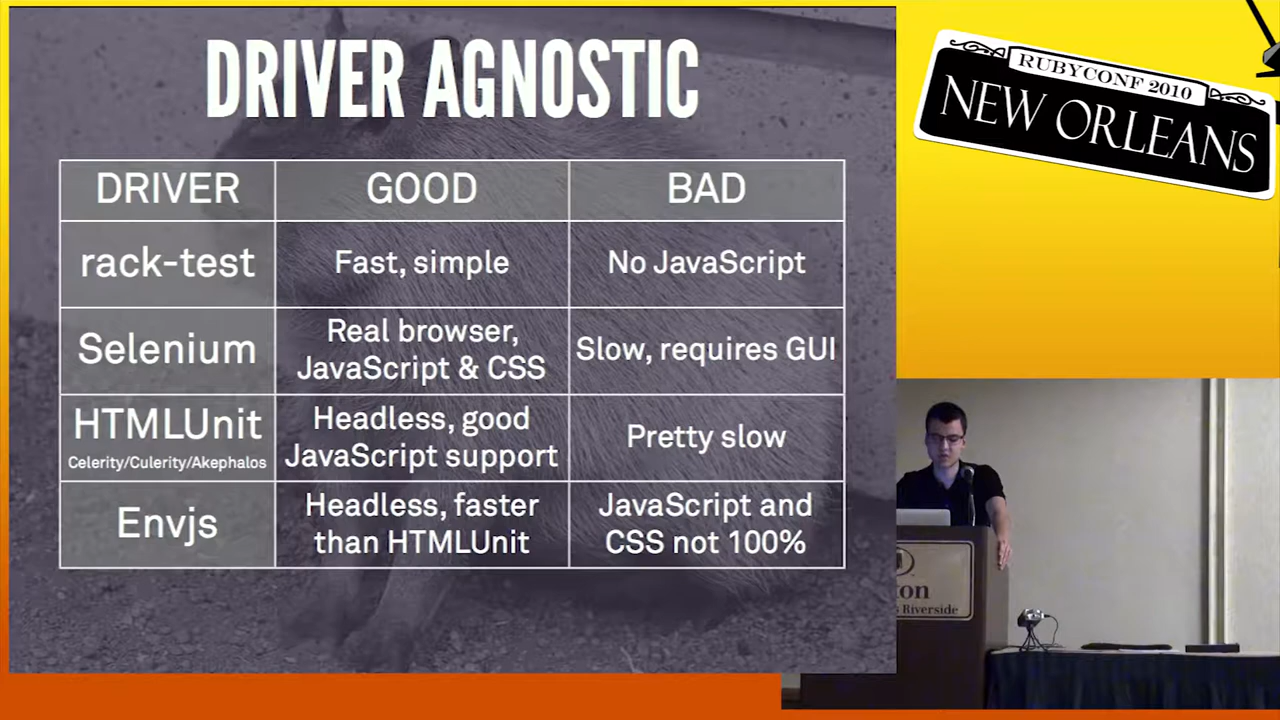 DRIVER AGNOSTIC
DRIVER GOOD BAD
rack-test Fast, simple No JavaScript
Selenium Real browser,
JavaScript & CSS Slow, requires GUI
HTMLUnit
Celerity/Culerity/Akephalos Headless, good
JavaScript support Pretty slow
Envjs Headless, faster
than HTMLUnit JavaScript and
CSS not 100%
RUBYCONF 2010
NEW ORLEANS
Riverside